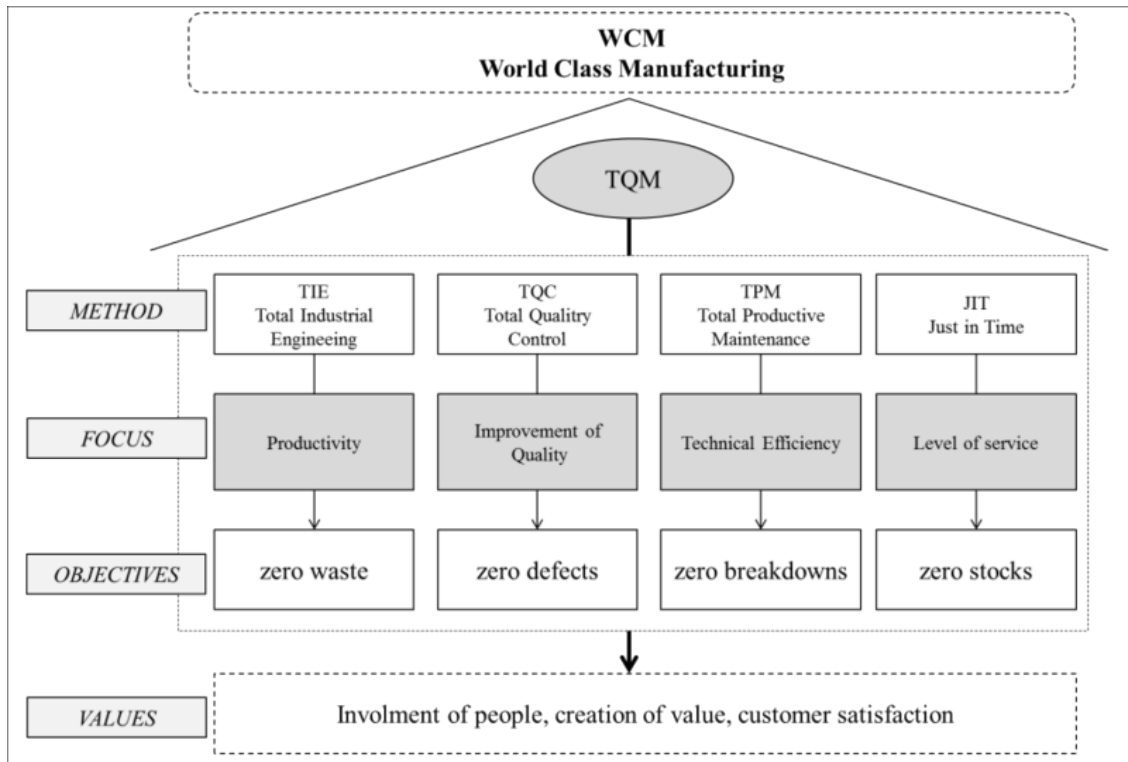 WCM
World Class Manufacturing
TQM
METHOD
TIE
Total Industrial
Engineeing
TQC
Total Qualitry
Control
TPM
Total Productive
Maintenance
JIT
Just in Time
FOCUS
Productivity
Improvement of
Quality
Technical Efficiency
Level of service
OBJECTIVES
zero waste
zero defects
zero breakdowns
zero stocks
VALUES
Involment of people, creation of value, customer satisfaction